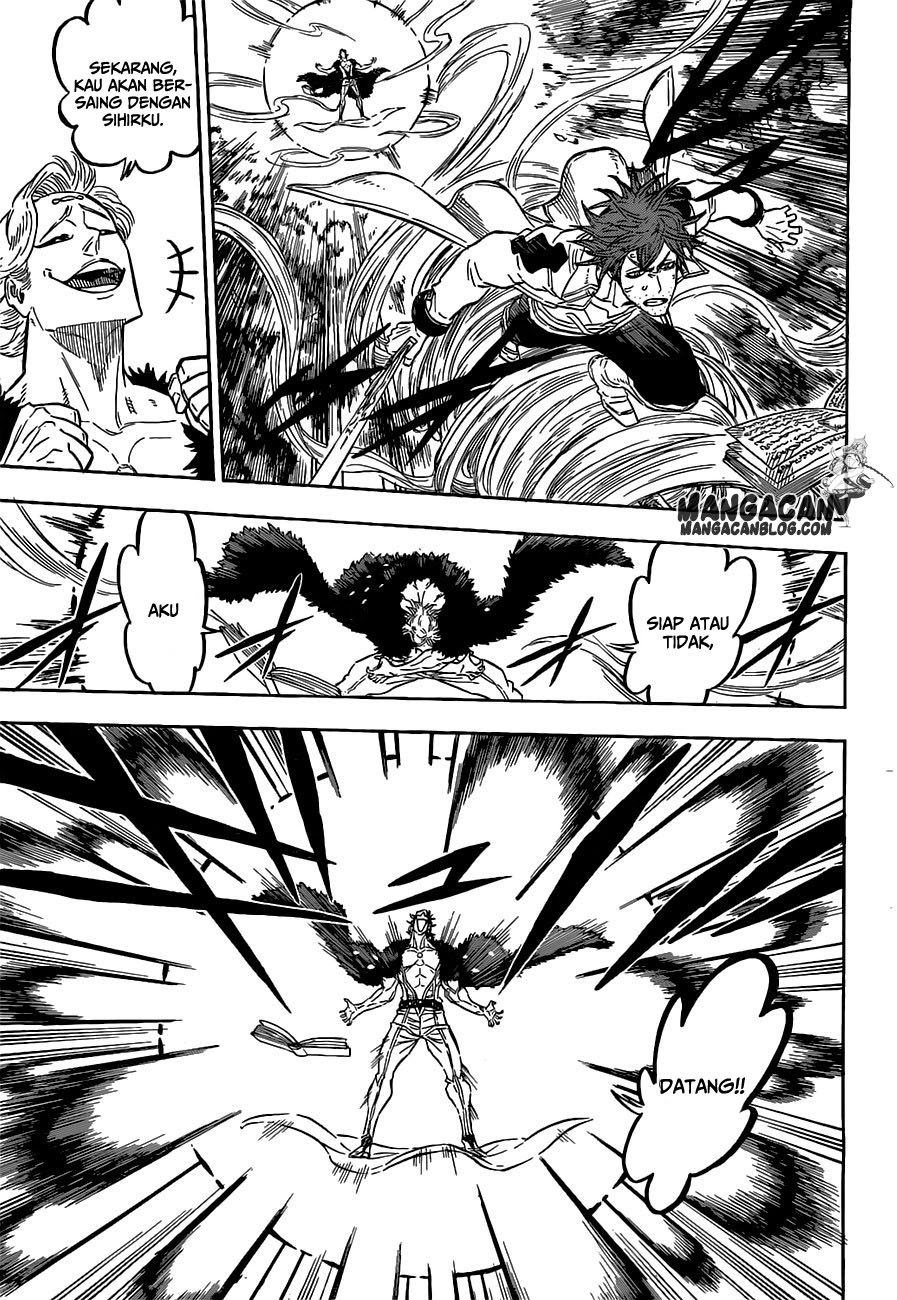 SEKARANG,
KAU AKAN BER-
SAING DENGAN
SIHIRKU.
MANGACAN
MANGACANBLOG.COM
SIAP ATAU
TIDAK,
AKU
DATANG!!